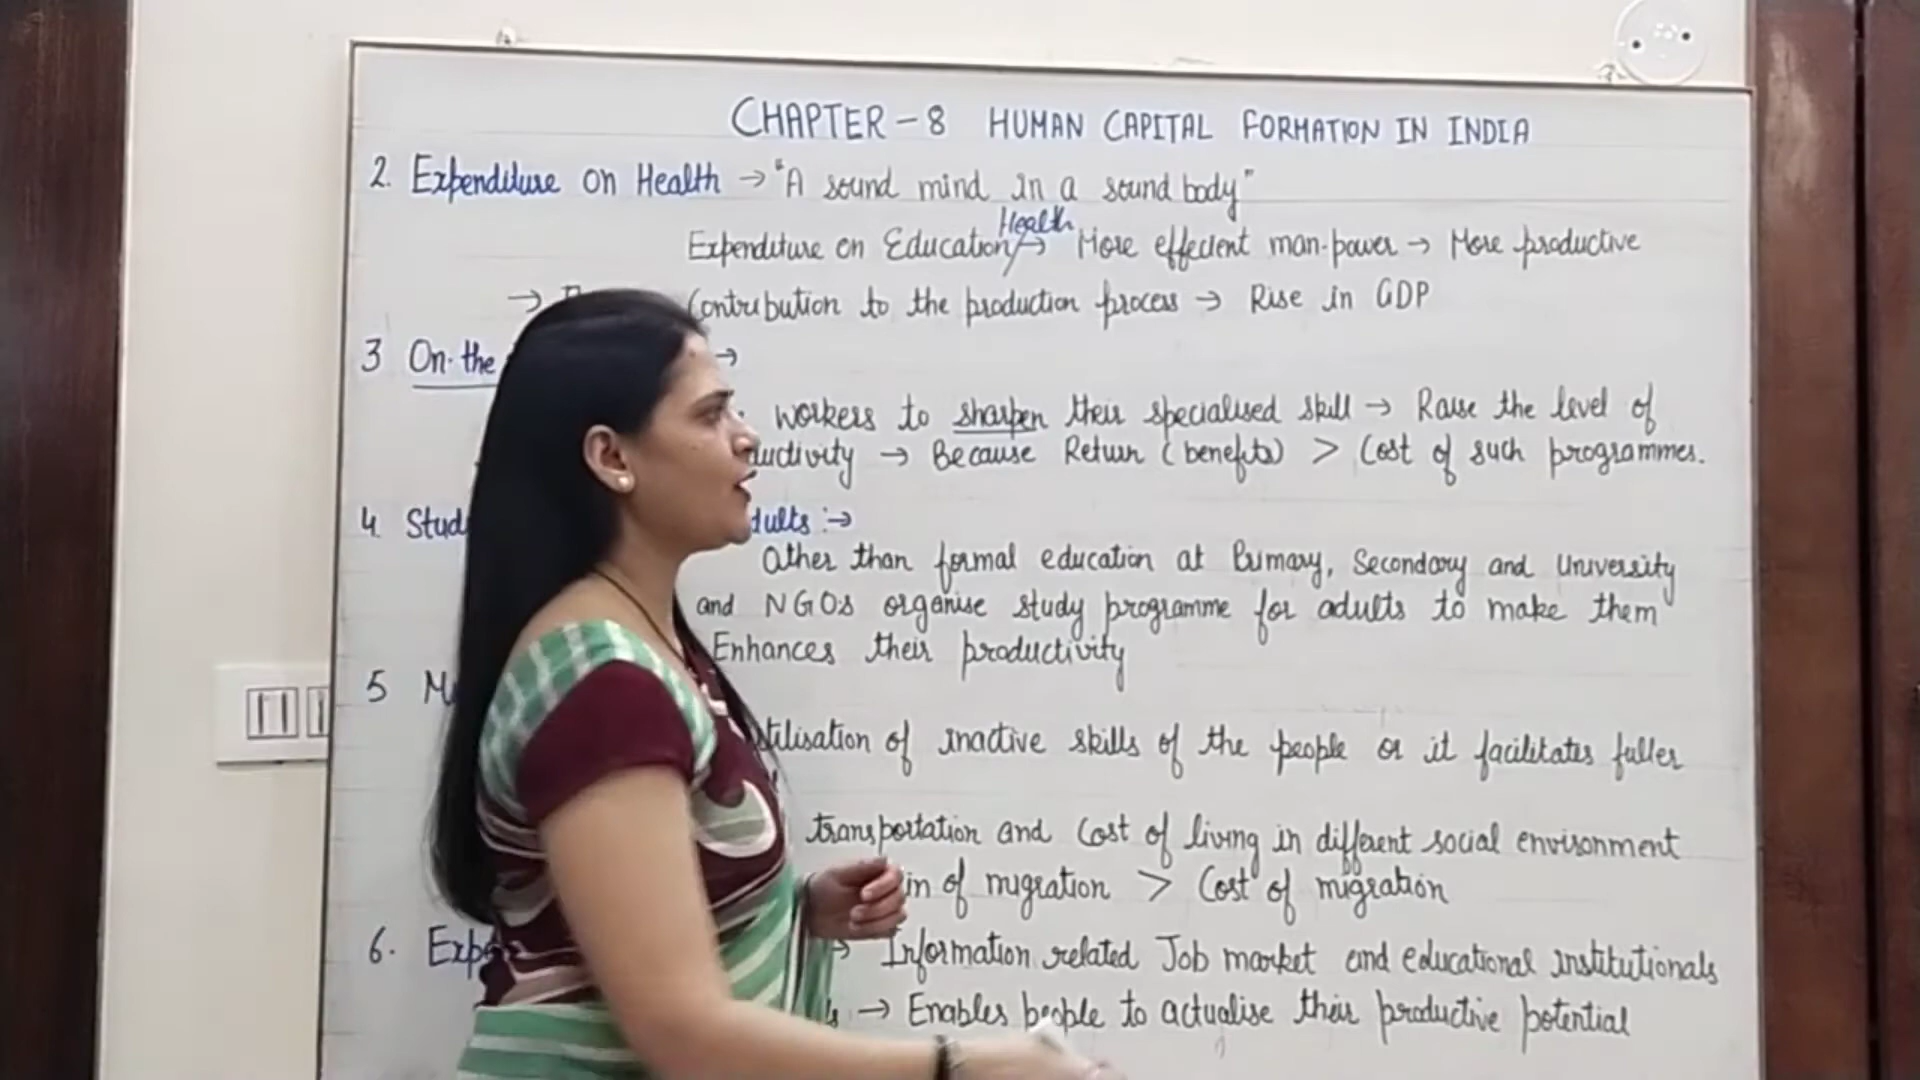 CHAPTER - 8 HUMAN CAPITAL FORMATION IN INDIA
2. Expenditure on Health → "A sound mind in a sound body"
Health
Expenditure on Education → More effecient man-power → More productive
→ Contribution to the production process → Rise in GDP
3 On-the →
workers to sharpen their specialised skill → Raise the level of
ductivity → Because Return (benefits) > Cost of such programmes.
4. Stud dults :→
Other than formal education at Primary, Secondary and University
and NGOs organise study programme for adults to make them
Enhances their productivity
5 M
tilisation of inactive skills of the people or it facilitates fuller
transportation and Cost of living in different social environment
in of migration > Cost of migration
6. Exp → Information related Job market and educational institutionals
→ Enables people to actualise their productive potential